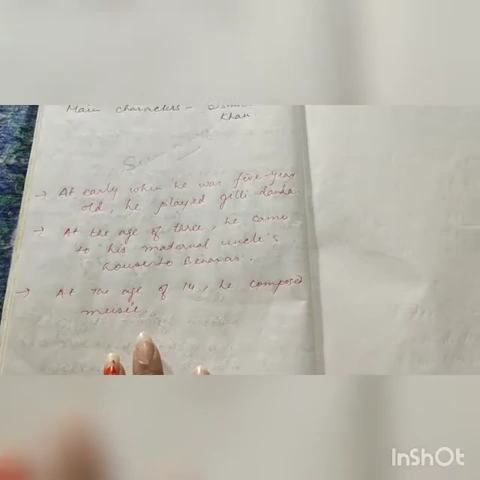 Main characters -
Khan
→ At early when he was five-year
old, he played gilli-danda.
→ At the age of three, he came
to his maternal uncle's
house to Benaras.
→ At the age of 14, he composed
music.
InShOt